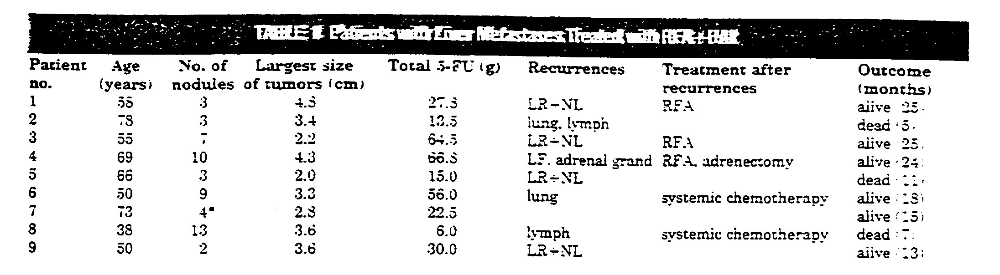 TABLE 1. Patients with Liver Metastases Treated with RFA + HAI
Patient Age No. of Largest size Total 5-FU (g) Recurrences Treatment after Outcome
no. (years) nodules of tumors (cm) recurrences (months)
1 58 3 4.8 27.8 LR+NL RFA alive (25)
2 78 3 3.4 13.5 lung, lymph dead (5)
3 55 7 2.2 64.5 LR+NL RFA alive (25)
4 69 10 4.3 66.8 adrenal grand RFA, adrenectomy alive (24)
5 66 3 2.0 15.0 LR+NL dead (11)
6 50 9 3.3 56.0 lung systemic chemotherapy alive (18)
7 73 4* 2.8 22.5 alive (15)
8 38 13 3.6 6.0 lymph systemic chemotherapy dead (7)
9 50 2 3.6 30.0 LR+NL alive (13)